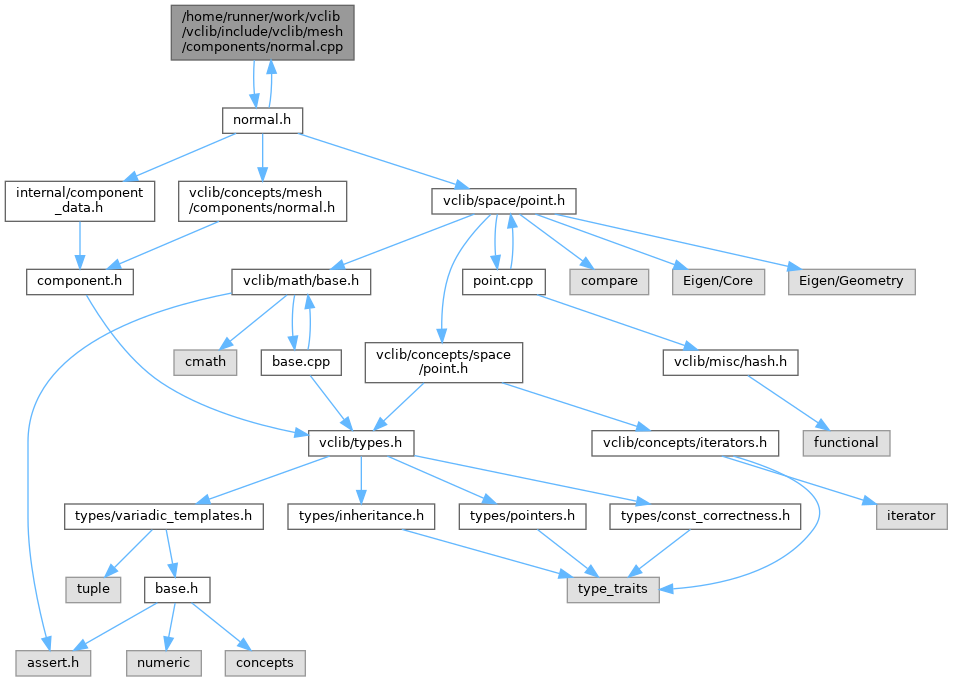 /home/runner/work/vclib
/vclib/include/vclib/mesh
/components/normal.cpp
normal.h
internal/component
_data.h
vclib/concepts/mesh
/components/normal.h
vclib/space/point.h
component.h
vclib/math/base.h
point.cpp
compare
Eigen/Core
Eigen/Geometry
cmath
base.cpp
vclib/concepts/space
/point.h
vclib/misc/hash.h
vclib/types.h
vclib/concepts/iterators.h
functional
types/variadic_templates.h
types/inheritance.h
types/pointers.h
types/const_correctness.h
iterator
tuple
base.h
type_traits
assert.h
numeric
concepts